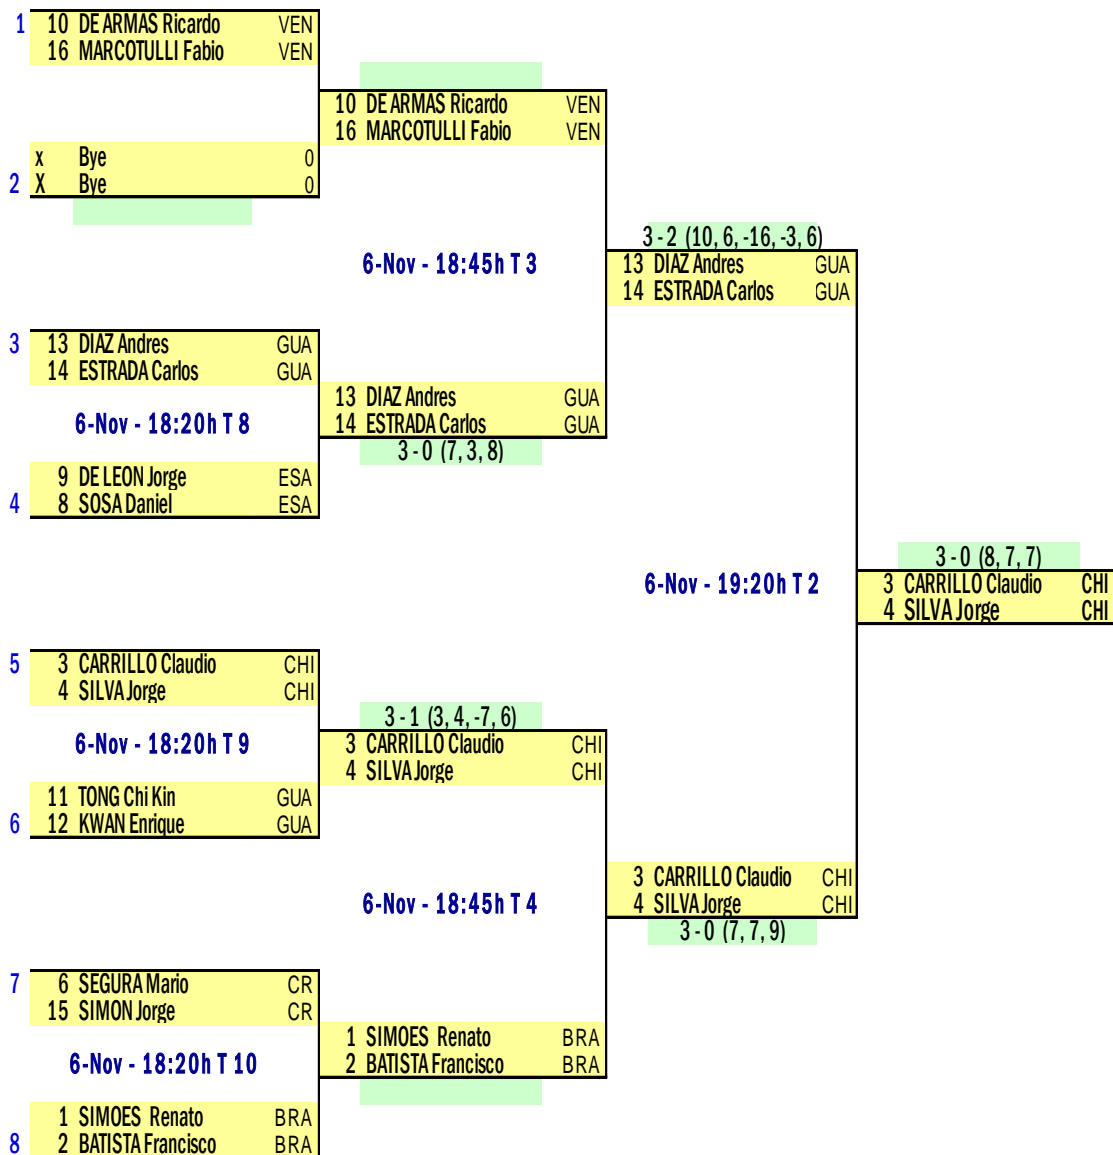 1 10 DE ARMAS Ricardo VEN
16 MARCOTULLI Fabio VEN
10 DE ARMAS Ricardo VEN
16 MARCOTULLI Fabio VEN
x Bye 0
2 X Bye 0
3 - 2 (10, 6, -16, -3, 6)
6-Nov - 18:45h T 3
13 DIAZ Andres GUA
14 ESTRADA Carlos GUA
3 13 DIAZ Andres GUA
14 ESTRADA Carlos GUA
13 DIAZ Andres GUA
14 ESTRADA Carlos GUA
6-Nov - 18:20h T 8
3 - 0 (7, 3, 8)
9 DE LEON Jorge ESA
4 8 SOSA Daniel ESA
3 - 0 (8, 7, 7)
6-Nov - 19:20h T 2
3 CARRILLO Claudio CHI
4 SILVA Jorge CHI
5 3 CARRILLO Claudio CHI
4 SILVA Jorge CHI
3 - 1 (3, 4, -7, 6)
6-Nov - 18:20h T 9
3 CARRILLO Claudio CHI
4 SILVA Jorge CHI
11 TONG Chi Kin GUA
6 12 KWAN Enrique GUA
3 CARRILLO Claudio CHI
4 SILVA Jorge CHI
6-Nov - 18:45h T 4
3 - 0 (7, 7, 9)
7 6 SEGURA Mario CR
15 SIMON Jorge CR
1 SIMOES Renato BRA
2 BATISTA Francisco BRA
6-Nov - 18:20h T 10
1 SIMOES Renato BRA
8 2 BATISTA Francisco BRA